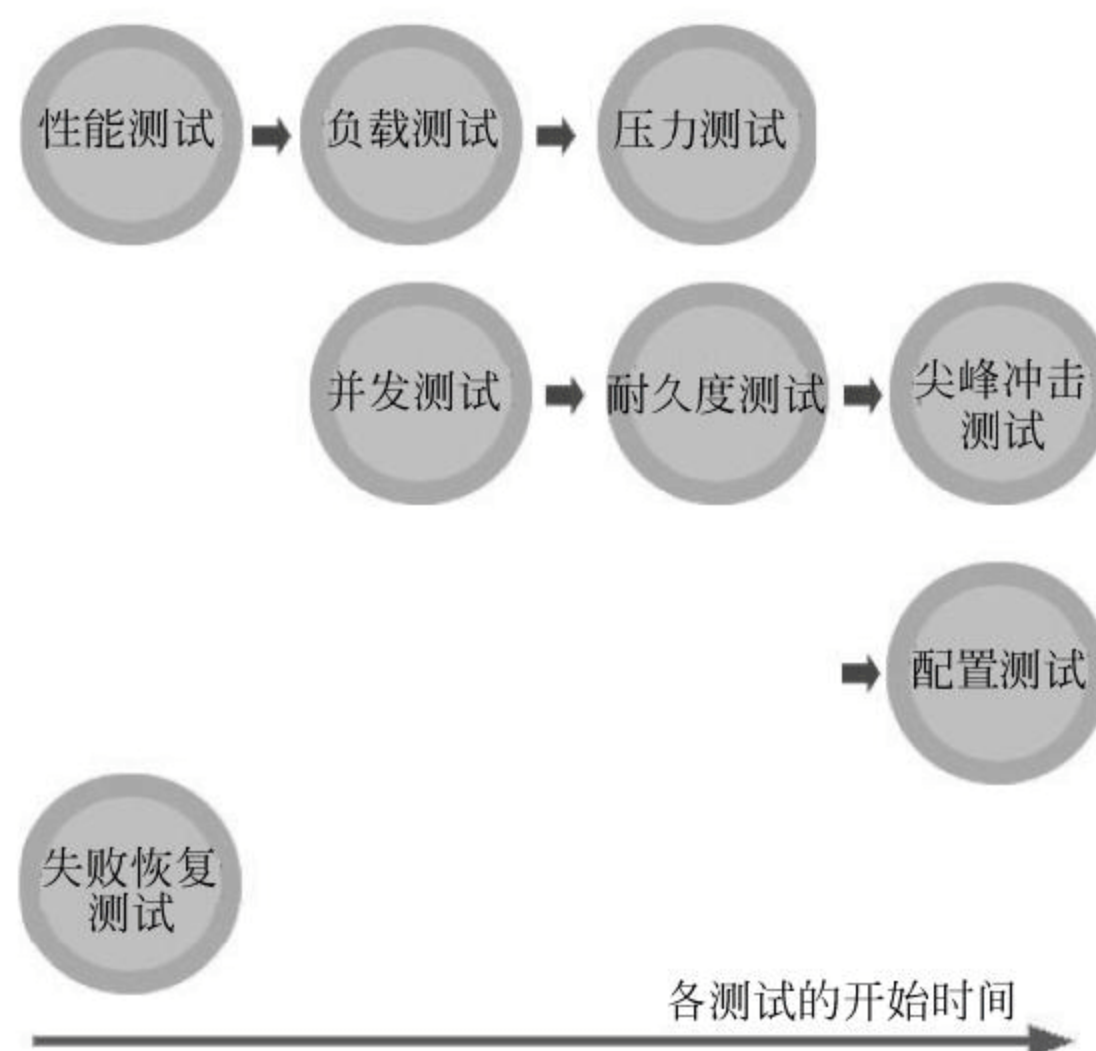 性能测试
负载测试
压力测试
并发测试
耐久度测试
尖峰冲击
测试
配置测试
失败恢复
测试
各测试的开始时间